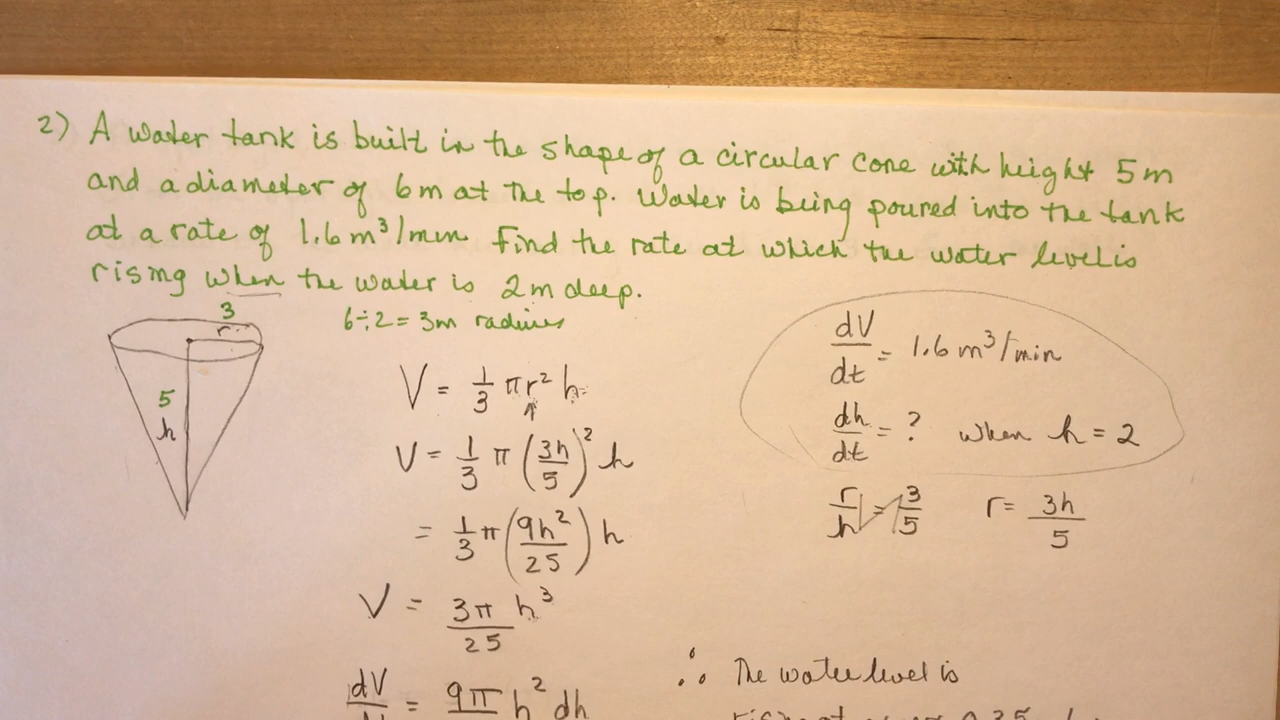 2) A water tank is built in the shape of a circular cone with height 5m
and a diameter of 6m at the top. Water is being poured into the tank
at a rate of 1.6 m³/min Find the rate at which the water level is
rising when the water is 2m deep.
3
r
5
h
6÷2 = 3m radius
V = 1/3 πr² h
V = 1/3 π (3h/5)² h
= 1/3 π (9h²/25) h
V = 3π/25 h³
dV = 9π h² dh
dV/dt = 1.6 m³/min
dh/dt = ? when h = 2
r/h = 3/5 r = 3h/5
∴ The water level is